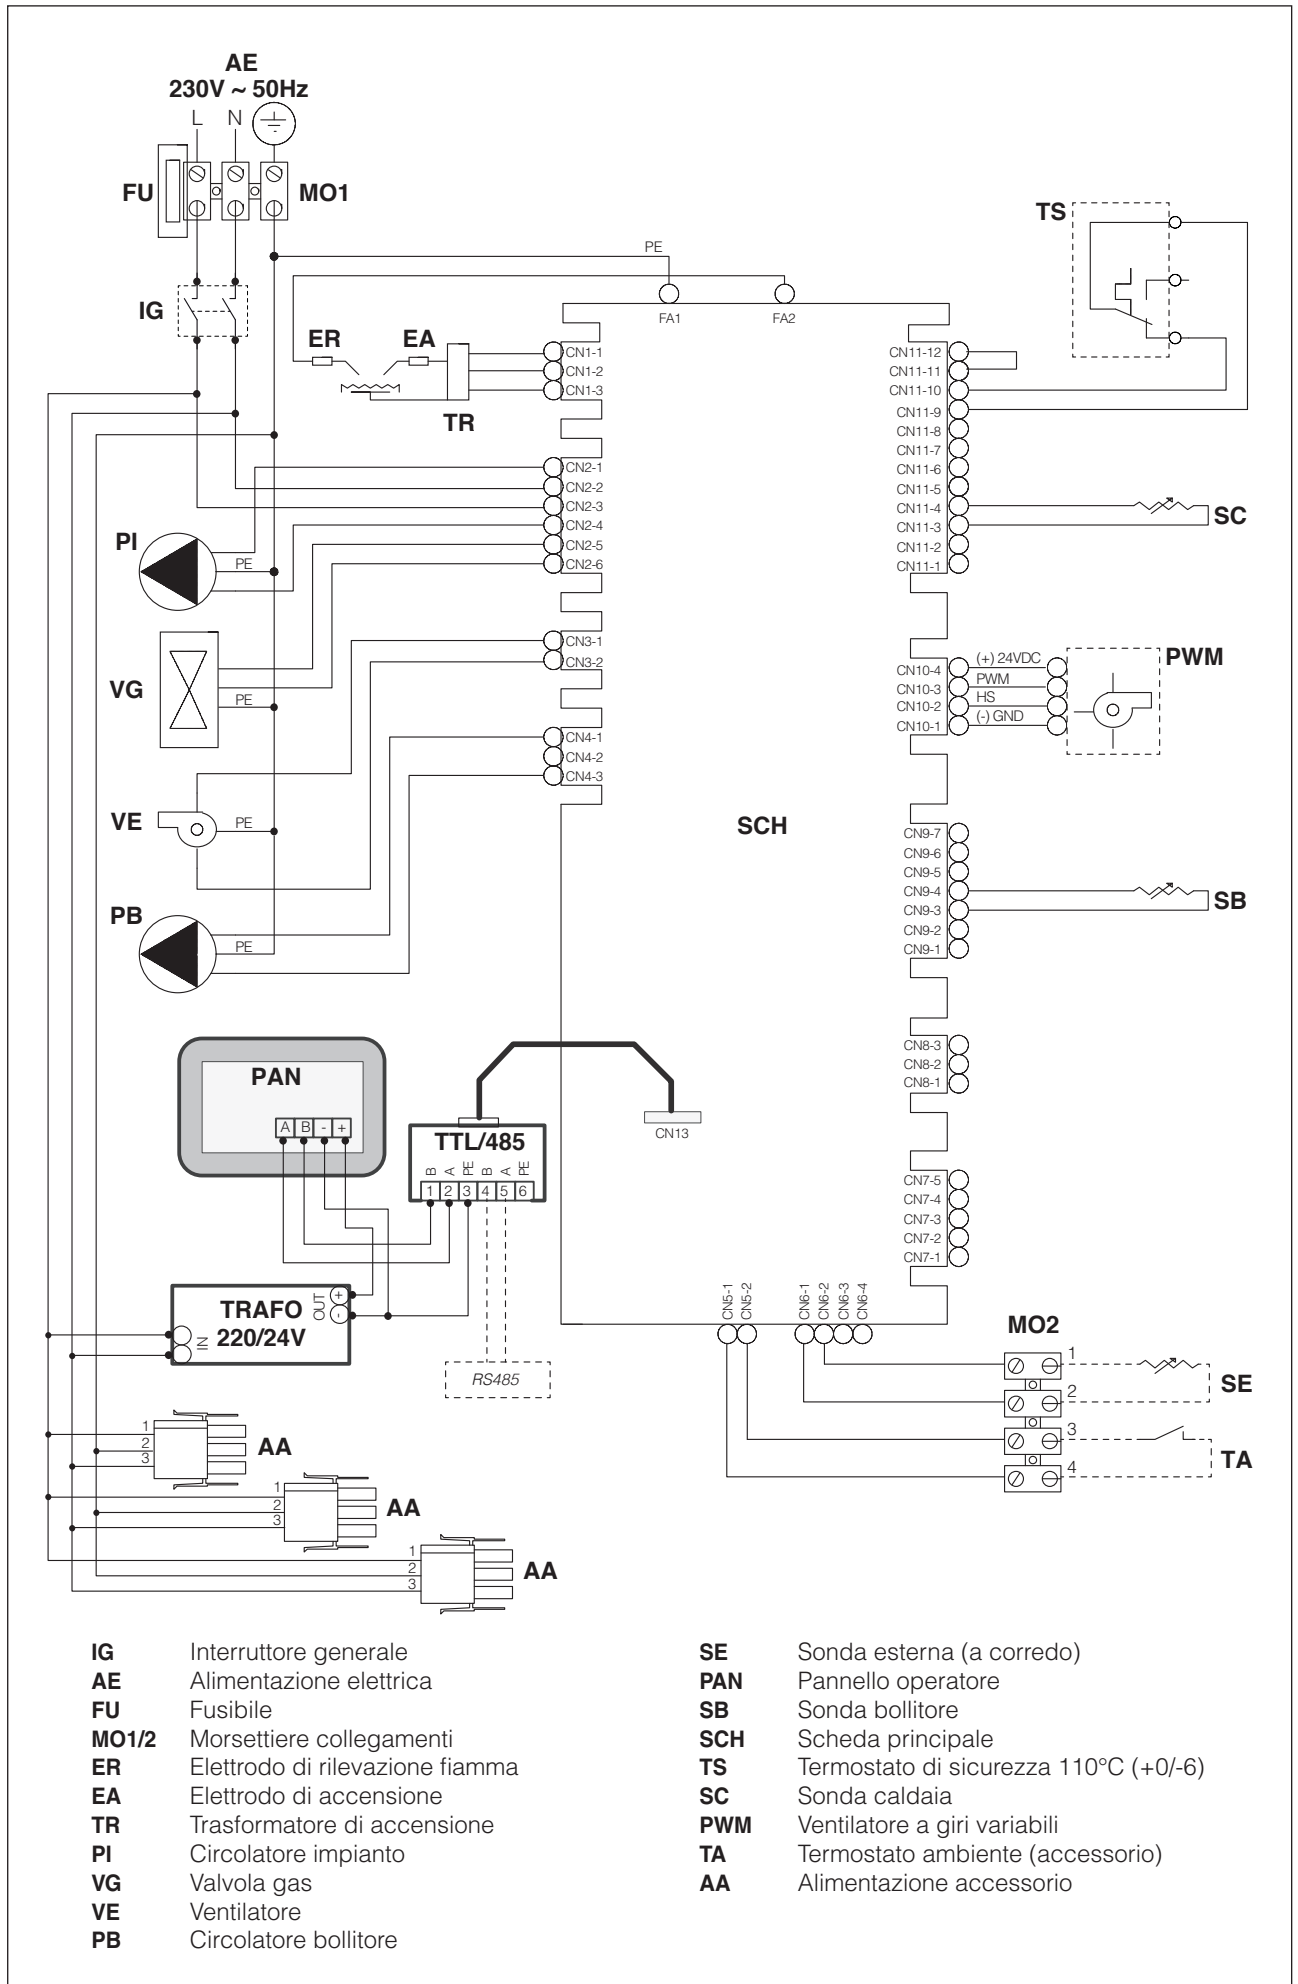 AE
230V ~ 50Hz
L N
FU
MO1
TS
PE
IG
FA1 FA2
ER EA
TR
CN1-1
CN1-2
CN1-3
CN11-12
CN11-11
CN11-10
CN11-9
CN11-8
CN11-7
CN11-6
CN11-5
CN11-4
CN11-3
CN11-2
CN11-1
SC
CN2-1
CN2-2
CN2-3
CN2-4
CN2-5
CN2-6
PI
PE
CN3-1
CN3-2
VG
PE
CN10-4
CN10-3
CN10-2
CN10-1
(+) 24VDC
PWM
HS
(-) GND
PWM
CN4-1
CN4-2
CN4-3
VE
PE
SCH
CN9-7
CN9-6
CN9-5
CN9-4
CN9-3
CN9-2
CN9-1
SB
PB
PE
CN8-3
CN8-2
CN8-1
PAN
A B - +
TTL/485
B A PE B A PE
1 2 3 4 5 6
CN13
CN7-5
CN7-4
CN7-3
CN7-2
CN7-1
TRAFO
220/24V
OUT
+
-
IN
RS485
CN5-1
CN5-2
CN6-1
CN6-2
CN6-3
CN6-4
MO2
1
2
3
4
SE
TA
1
2
3
AA
1
2
3
AA
1
2
3
AA
IG Interruttore generale
AE Alimentazione elettrica
FU Fusibile
MO1/2 Morsettiere collegamenti
ER Elettrodo di rilevazione fiamma
EA Elettrodo di accensione
TR Trasformatore di accensione
PI Circolatore impianto
VG Valvola gas
VE Ventilatore
PB Circolatore bollitore
SE Sonda esterna (a corredo)
PAN Pannello operatore
SB Sonda bollitore
SCH Scheda principale
TS Termostato di sicurezza 110°C (+0/-6)
SC Sonda caldaia
PWM Ventilatore a giri variabili
TA Termostato ambiente (accessorio)
AA Alimentazione accessorio